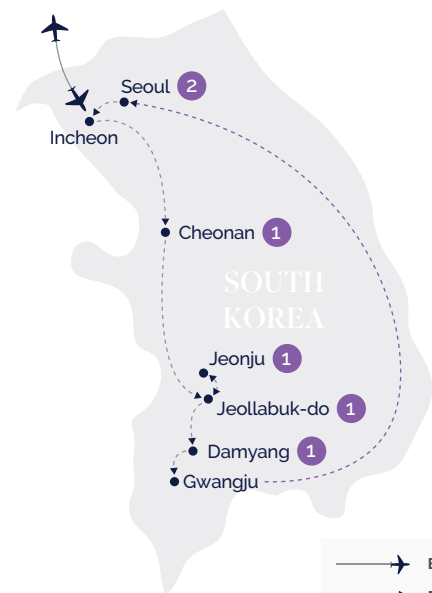 Seoul 2
Incheon
Cheonan 1
SOUTH
KOREA
Jeonju 1
Jeollabuk-do 1
Damyang 1
Gwangju